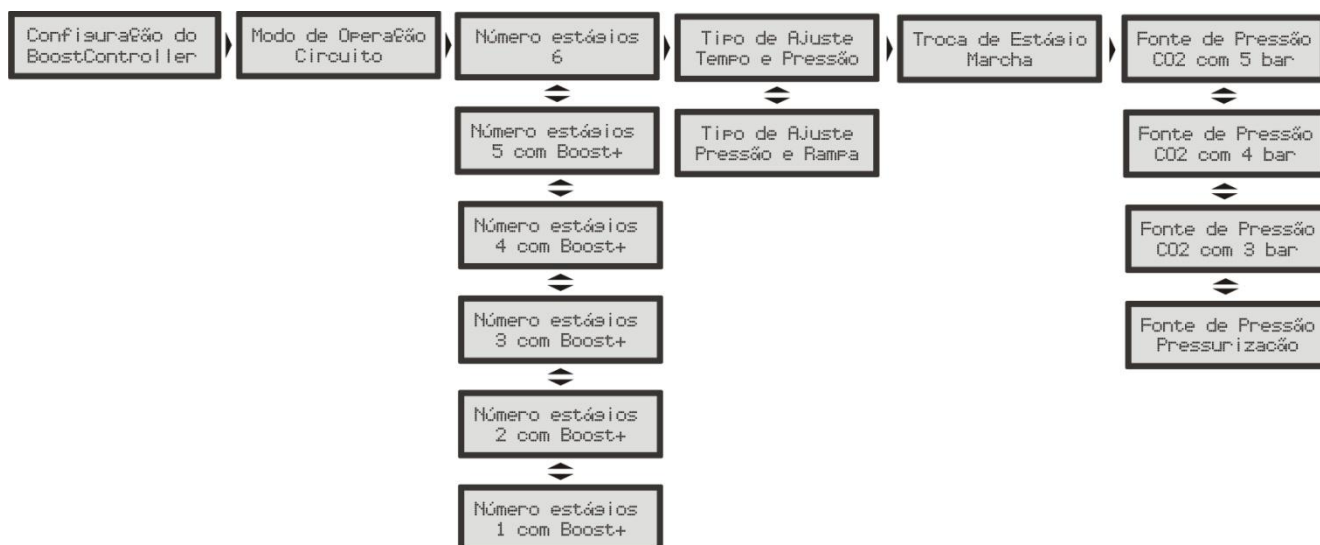 Configuração do
BoostController
Modo de Operação
Circuito
Número estágios
6
Número estágios
5 com Boost+
Número estágios
4 com Boost+
Número estágios
3 com Boost+
Número estágios
2 com Boost+
Número estágios
1 com Boost+
Tipo de Ajuste
Tempo e Pressão
Tipo de Ajuste
Pressão e Rampa
Troca de Estágio
Marcha
Fonte de Pressão
CO2 com 5 bar
Fonte de Pressão
CO2 com 4 bar
Fonte de Pressão
CO2 com 3 bar
Fonte de Pressão
Pressurizacão